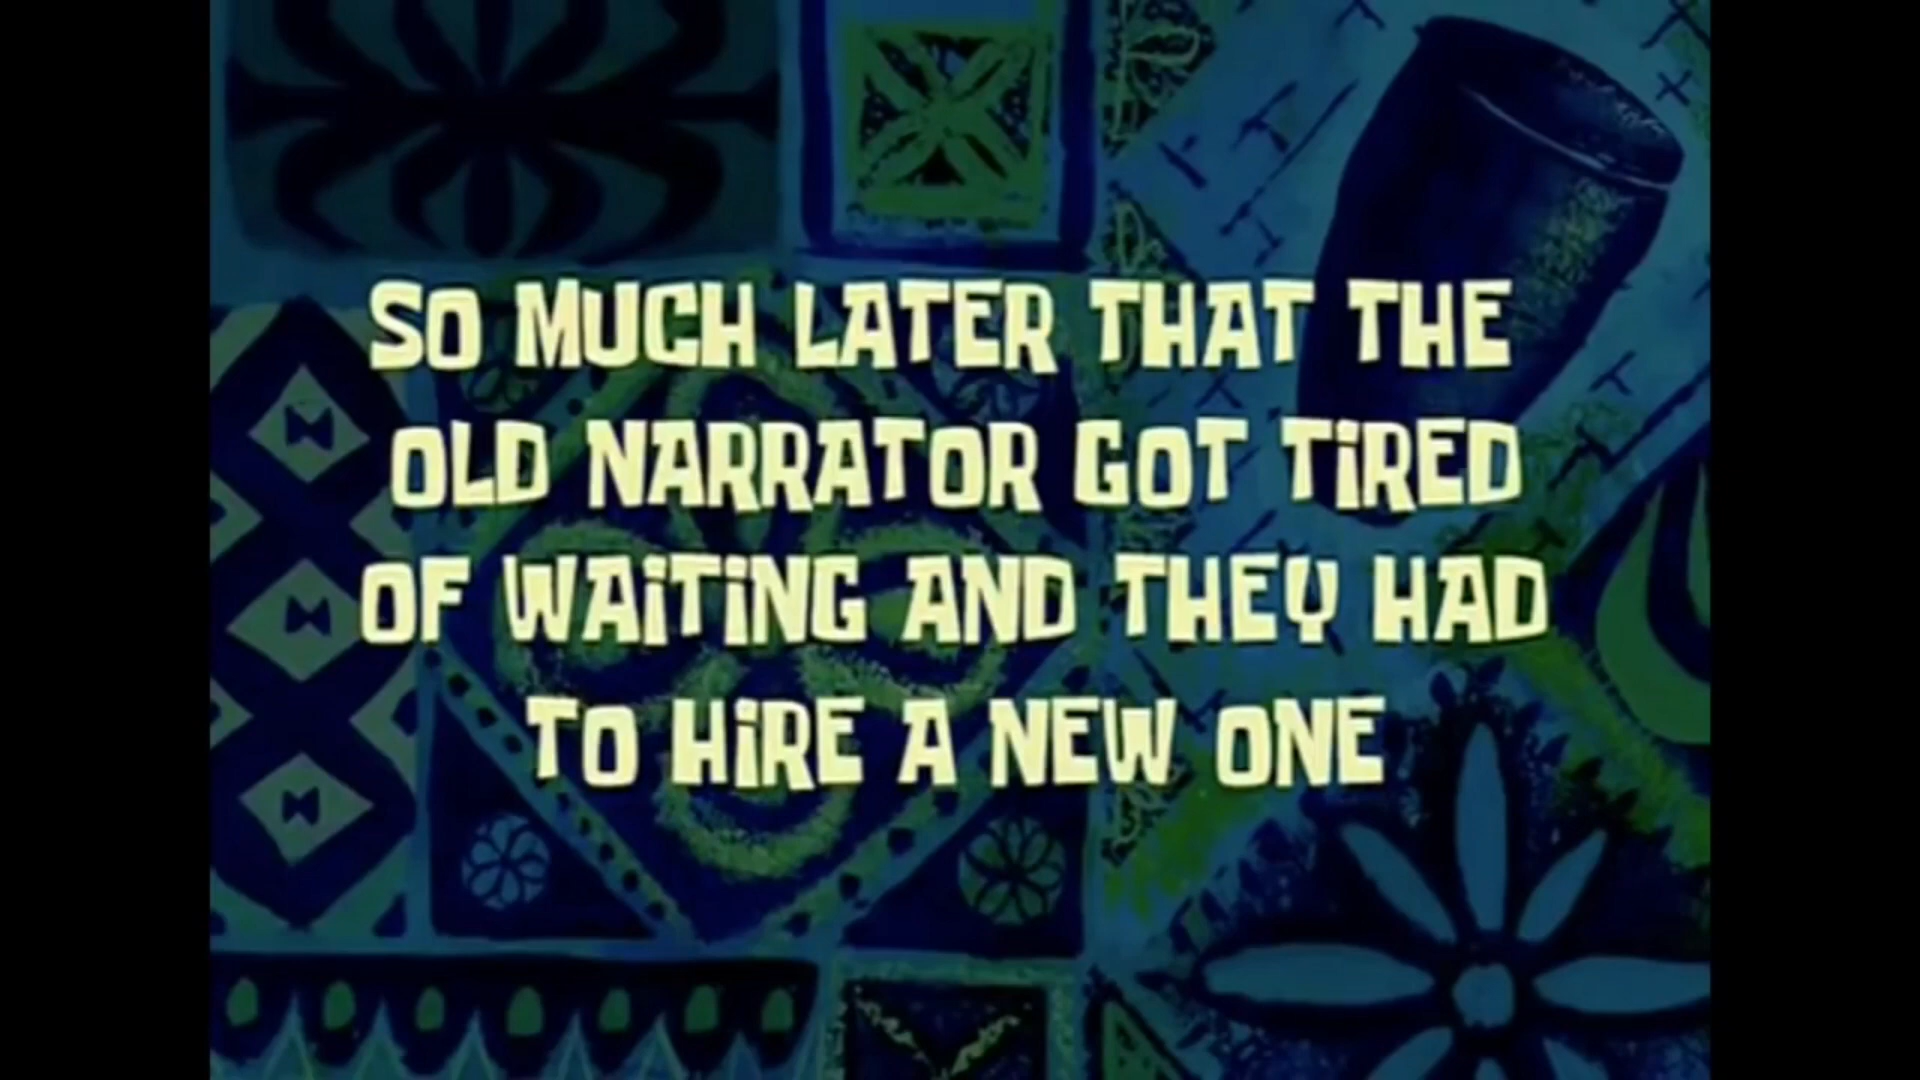 SO MUCH LATER THAT THE
OLD NARRATOR GOT TiRED
OF WAiTiNG AND THEY HAD
TO HiRE A NEW ONE